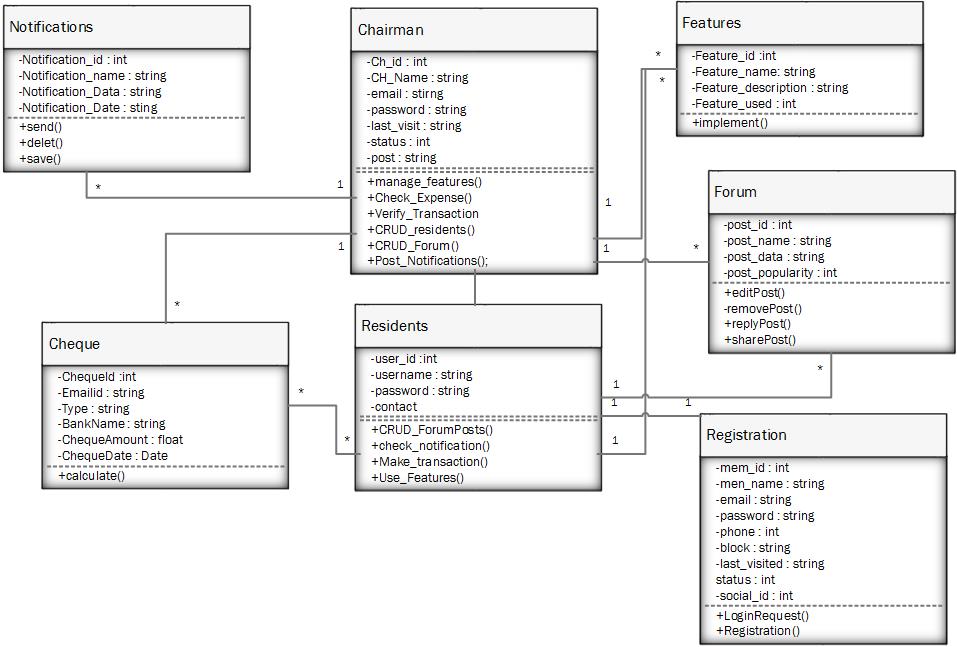 Notifications
-Notification_id : int
-Notification_name : string
-Notification_Data : string
-Notification_Date : sting
+send()
+delet()
+save()
Chairman
-Ch_id : int
-CH_Name : string
-email : stirng
-password : string
-last_visit : string
-status : int
-post : string
+manage_features()
+Check_Expense()
+Verify_Transaction
+CRUD_residents()
+CRUD_Forum()
+Post_Notifications();
Features
-Feature_id :int
-Feature_name: string
-Feature_description : string
-Feature_used : int
+implement()
Forum
-post_id : int
-post_name : string
-post_data : string
-post_popularity : int
+editPost()
-removePost()
+replyPost()
+sharePost()
Cheque
-ChequeId :int
-Emailid : string
-Type : string
-BankName : string
-ChequeAmount : float
-ChequeDate : Date
+calculate()
Residents
-user_id :int
-username : string
-password : string
-contact
+CRUD_ForumPosts()
+check_notification()
+Make_transaction()
+Use_Features()
Registration
-mem_id : int
-men_name : string
-email : string
-password : string
-phone : int
-block : string
-last_visited : string
status : int
-social_id : int
+LoginRequest()
+Registration()
*
1
1
*
*
*
1
1
*
*
*
1
*
1
1
1